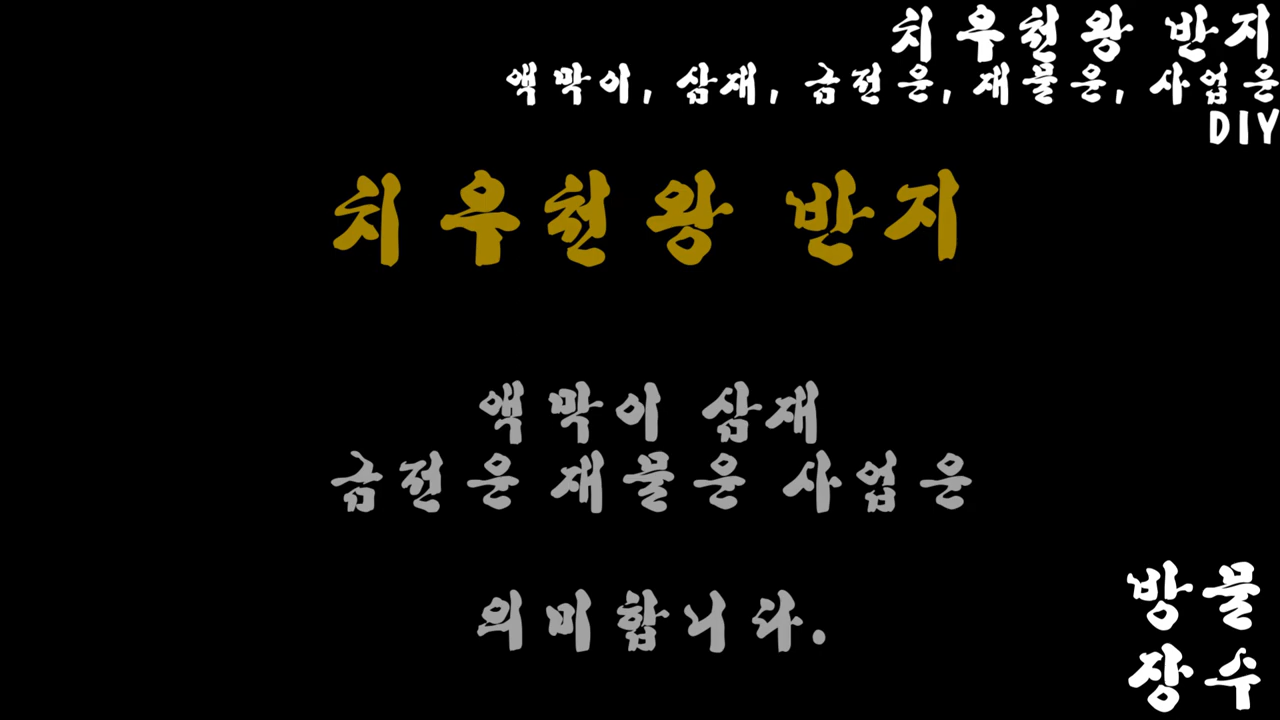 치우천왕 반지
액막이, 삼재, 금전운, 재물운, 사업운
DIY
치우천왕 반지
액막이 삼재
금전운 재물운 사업운
의미합니다.
방물
장수